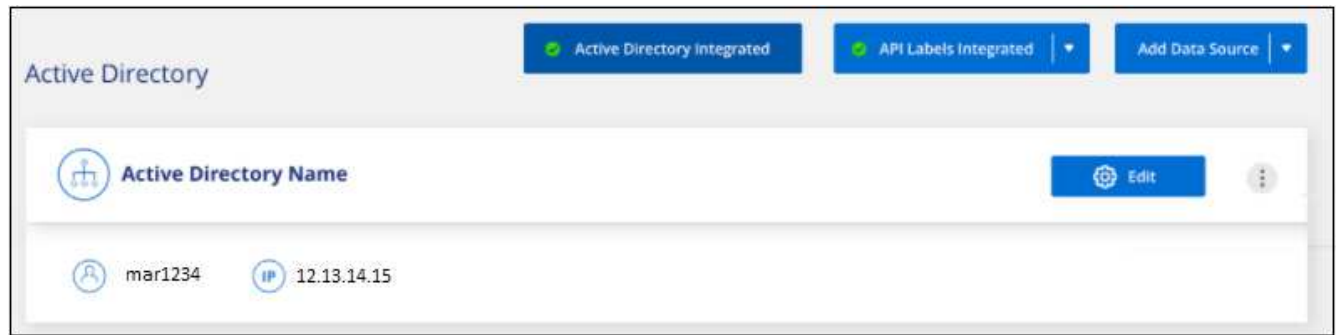 Active Directory Integrated
API Labels Integrated
Add Data Source
Active Directory
Active Directory Name
Edit
mar1234
IP
12.13.14.15